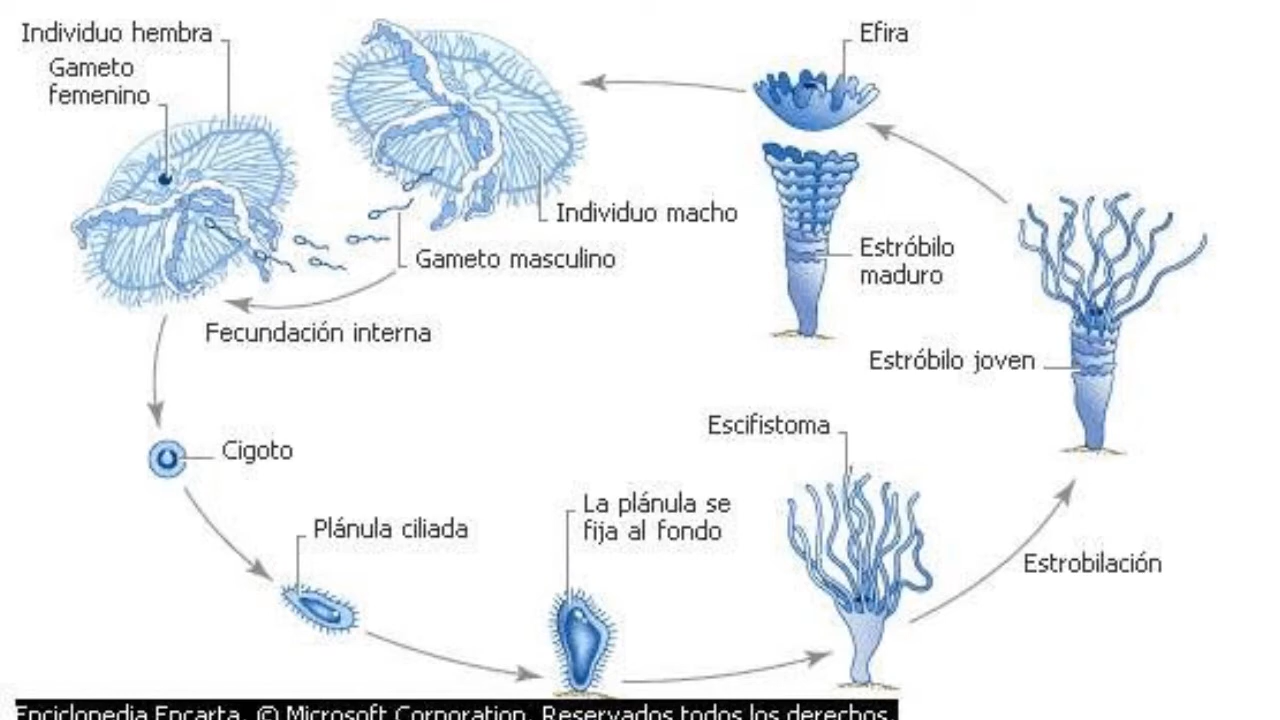 Individuo hembra
Gameto
femenino
Efira
Individuo macho
Gameto masculino
Fecundación interna
Estróbilo
maduro
Estróbilo joven
Escifistoma
Cigoto
Plánula ciliada
La plánula se
fija al fondo
Estrobilación
Enciclopedia Encarta, © Microsoft Corporation. Reservados todos los derechos.